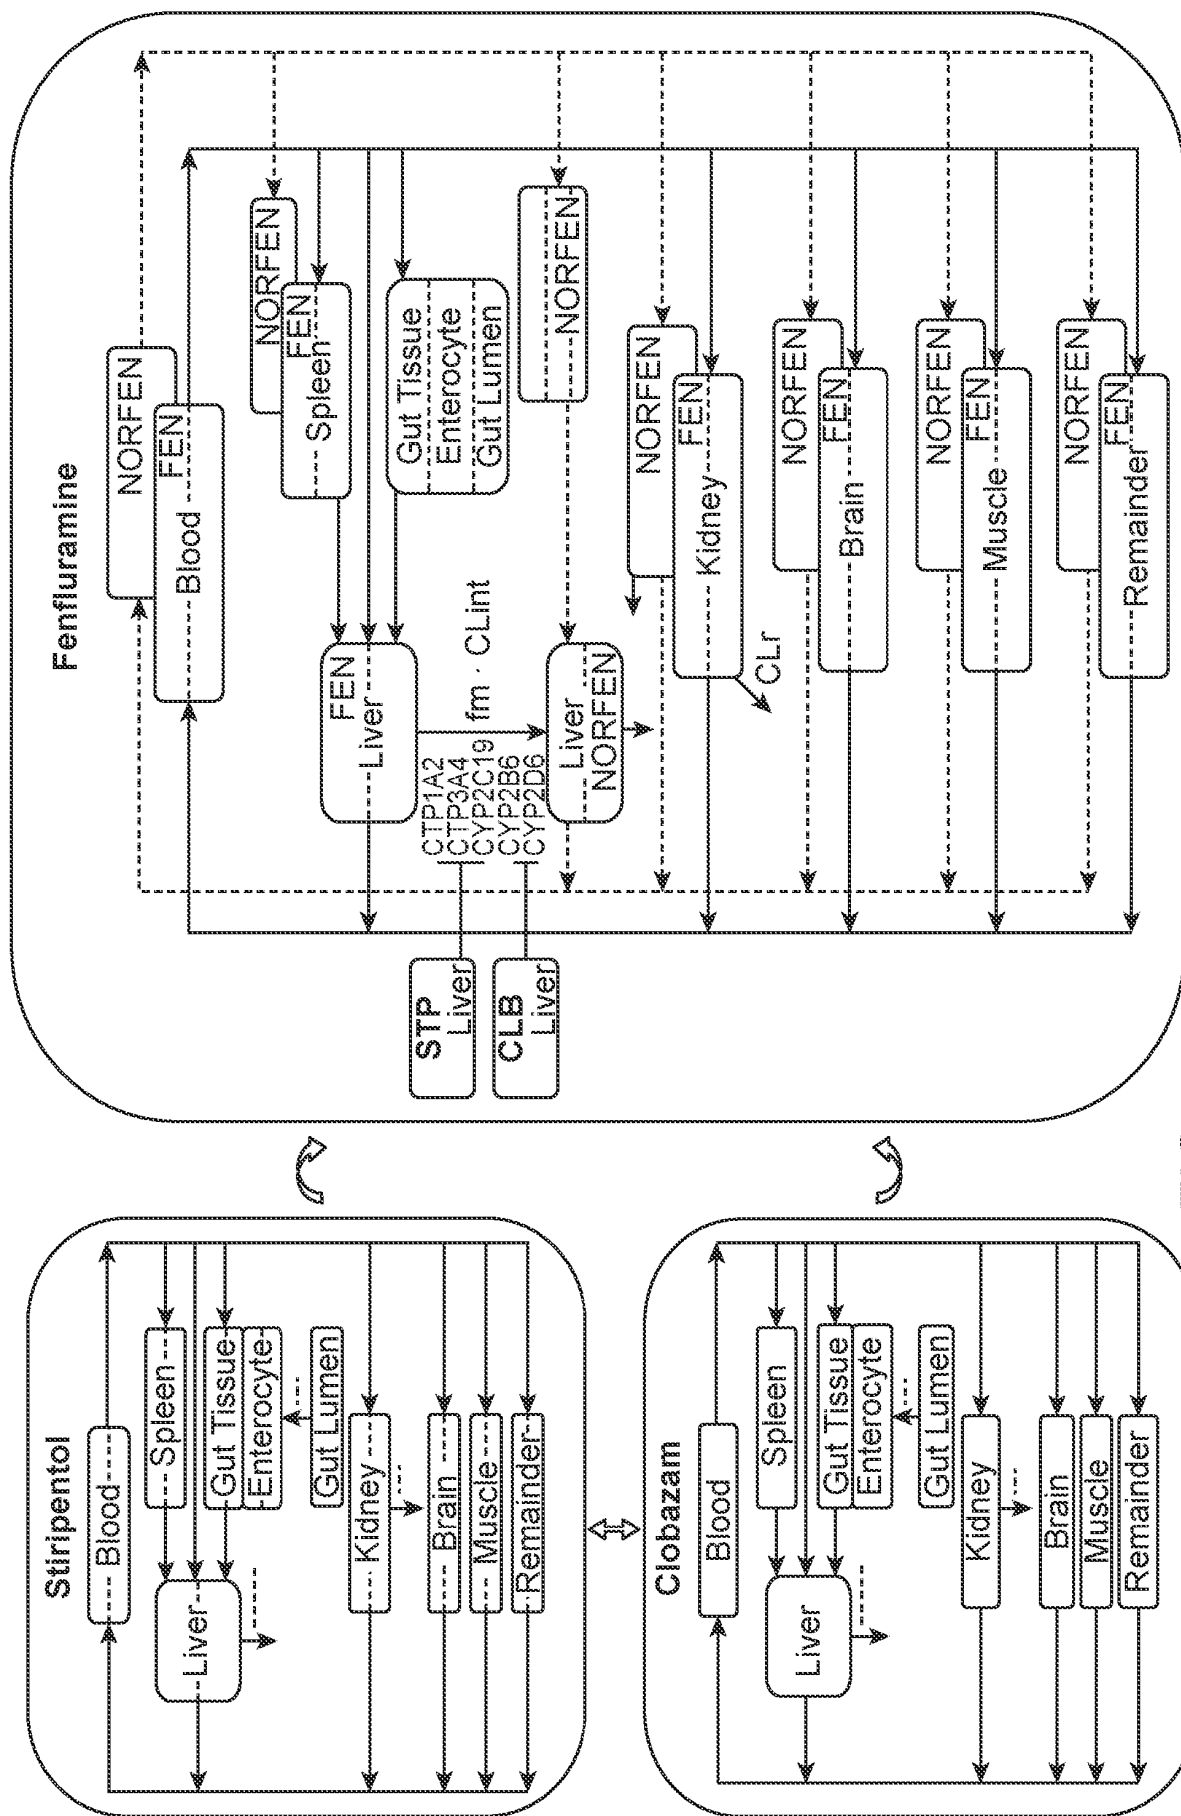 Stiripentol
Blood
Spleen
Liver
Gut Tissue
Enterocyte
Gut Lumen
Kidney
Brain
Muscle
Remainder
Clobazam
Blood
Spleen
Liver
Gut Tissue
Enterocyte
Gut Lumen
Kidney
Brain
Muscle
Remainder
Fenfluramine
NORFEN
FEN
Blood
NORFEN
FEN
Spleen
FEN
Liver
Gut Tissue
Enterocyte
Gut Lumen
fm · CLint
CTP1A2
CTP3A4
CYP2C19
CYP2B6
CYP2D6
STP
Liver
CLB
Liver
NORFEN
Liver
NORFEN
NORFEN
FEN
Kidney
CLr
NORFEN
FEN
Brain
NORFEN
FEN
Muscle
NORFEN
FEN
Remainder